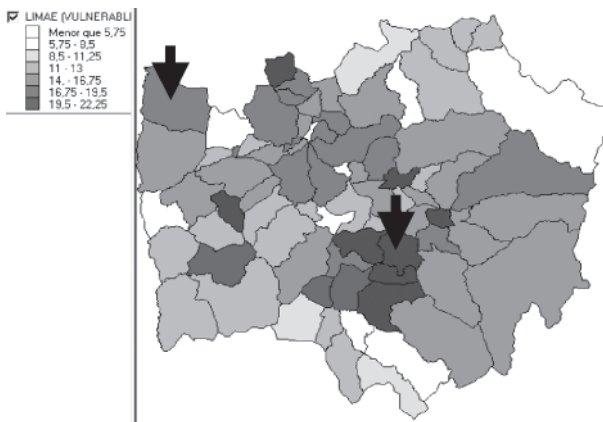 LIMAE (VULNERABLI
Menor que 5,75
5,75 - 8,5
8,5 - 11,25
11 - 13
14, - 16,75
16,75 - 19,5
19,5 - 22,25